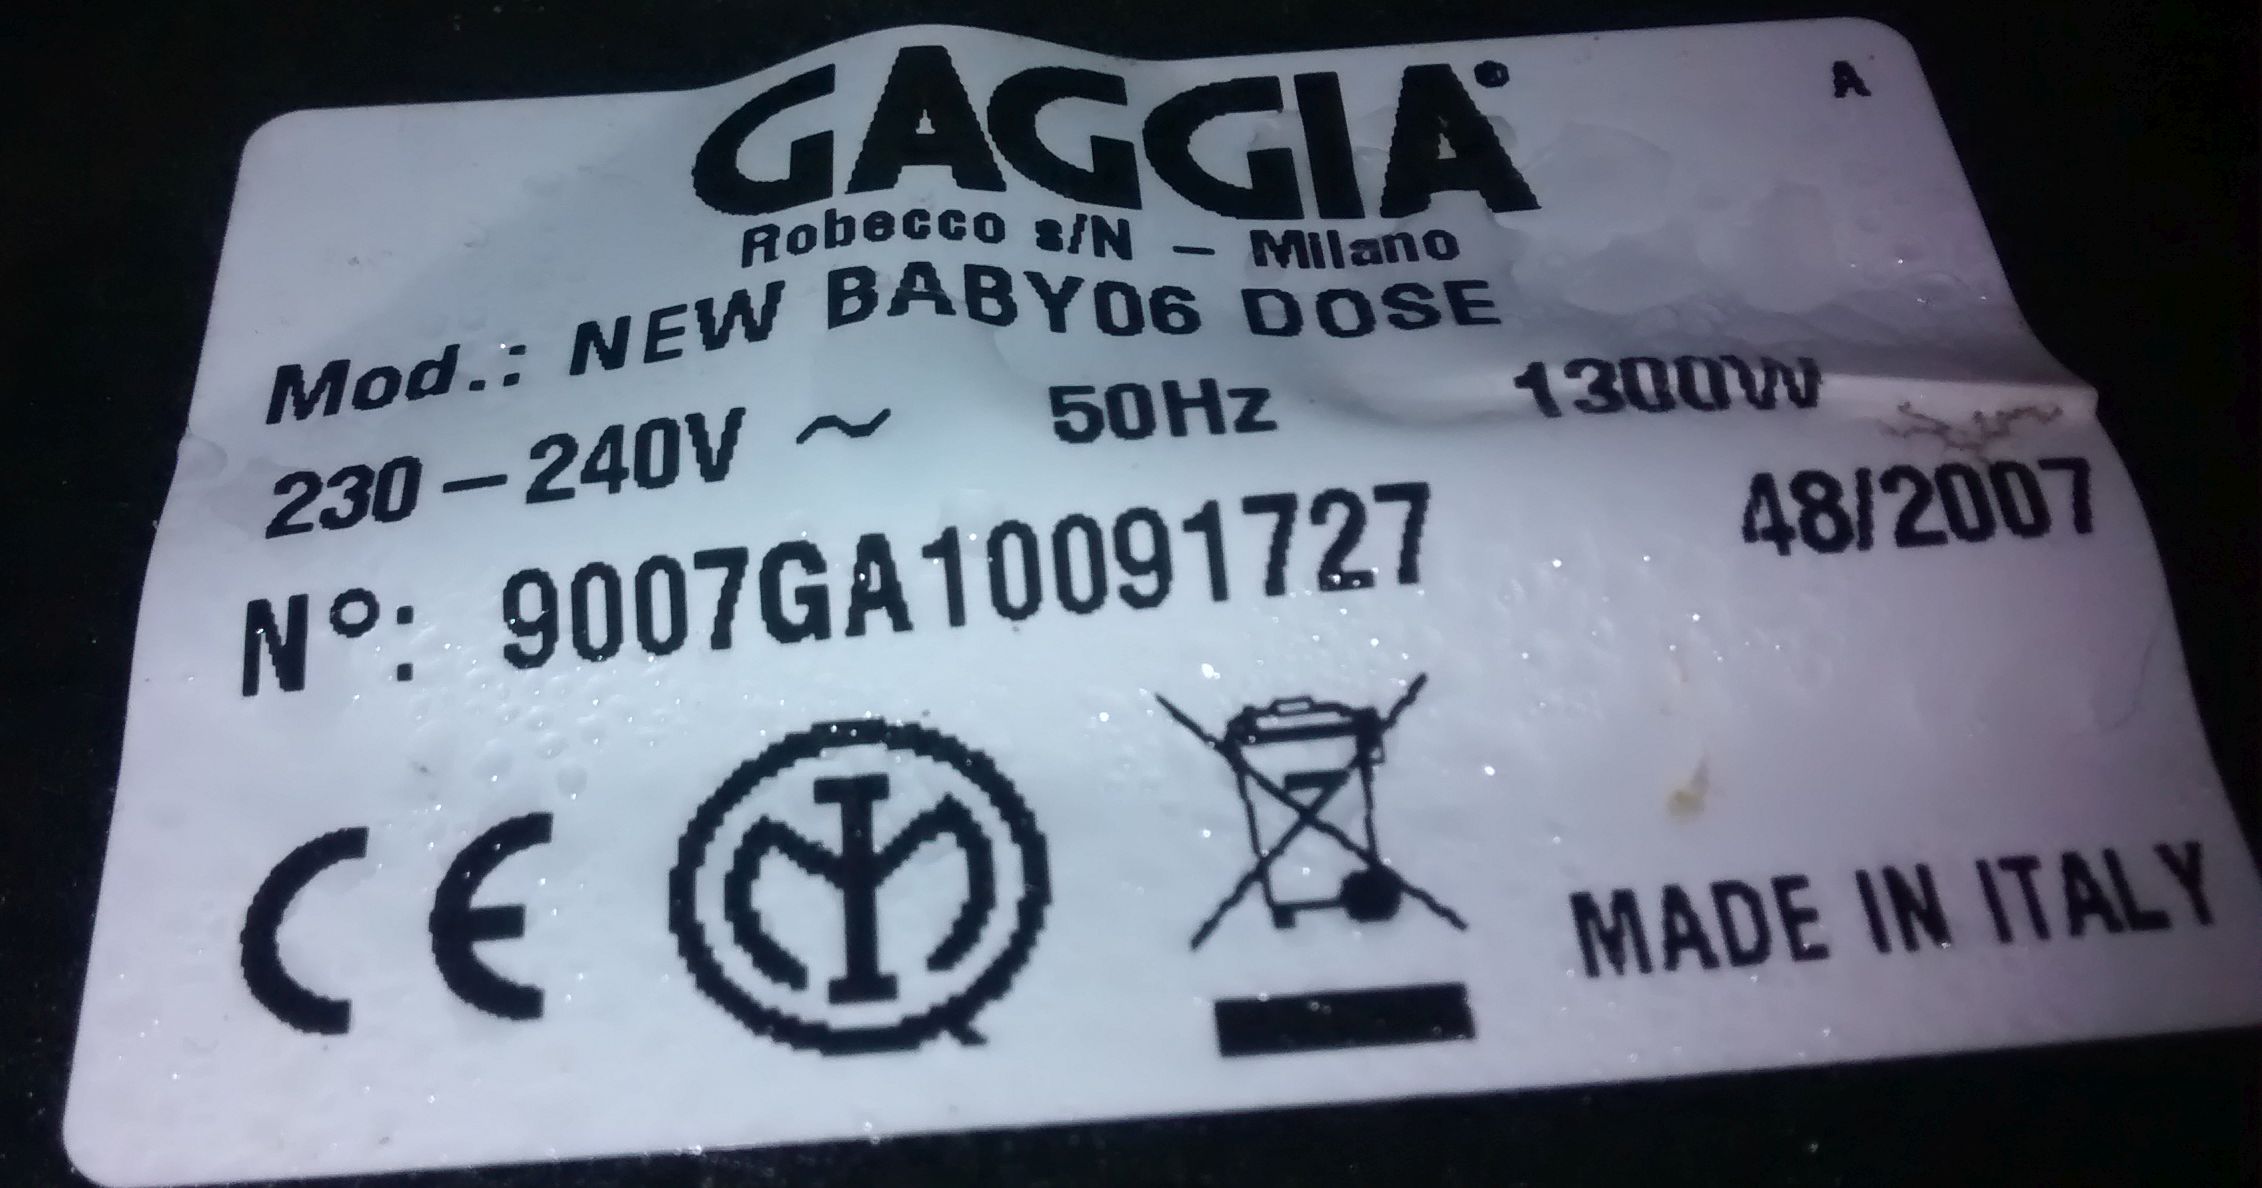 GAGGIA® A
Robecco s/N – Milano
Mod.: NEW BABY06 DOSE
230–240V ~ 50Hz 1300W
N°: 9007GA10091727 48/2007
CE MADE IN ITALY